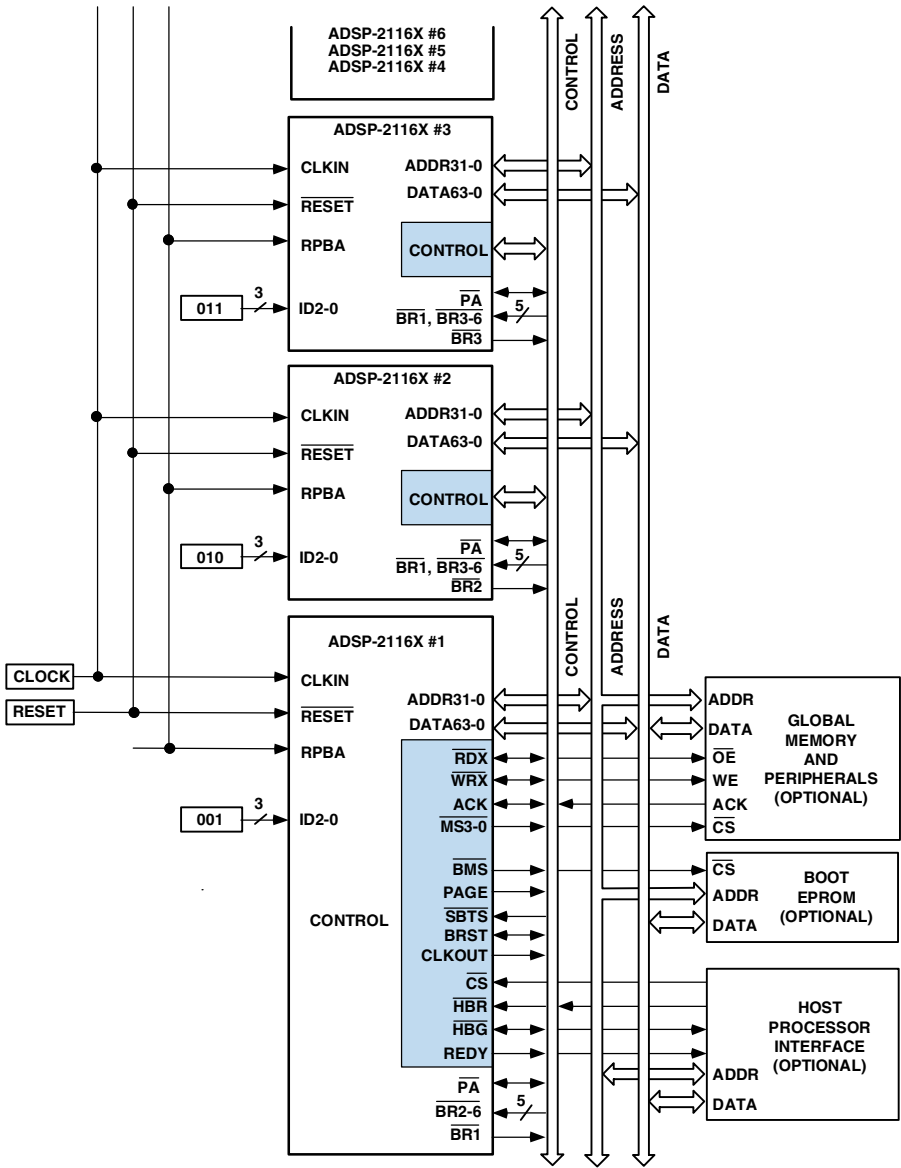 ADSP-2116X #6
ADSP-2116X #5
ADSP-2116X #4
CONTROL
ADDRESS
DATA
ADSP-2116X #3
CLKIN
ADDR31-0
RESET
DATA63-0
RPBA
CONTROL
011
3
ID2-0
PA
BR1, BR3-6
5
BR3
ADSP-2116X #2
CLKIN
ADDR31-0
RESET
DATA63-0
RPBA
CONTROL
010
3
ID2-0
PA
BR1, BR3-6
5
BR2
CONTROL
ADDRESS
DATA
ADSP-2116X #1
CLOCK
CLKIN
RESET
RESET
ADDR31-0
DATA63-0
RPBA
001
3
ID2-0
CONTROL
RDX
WRX
ACK
MS3-0
BMS
PAGE
SBTS
BRST
CLKOUT
CS
HBR
HBG
REDY
PA
BR2-6
5
BR1
ADDR
DATA
OE
WE
ACK
CS
GLOBAL
MEMORY
AND
PERIPHERALS
(OPTIONAL)
CS
ADDR
DATA
BOOT
EPROM
(OPTIONAL)
HOST
PROCESSOR
INTERFACE
(OPTIONAL)
ADDR
DATA